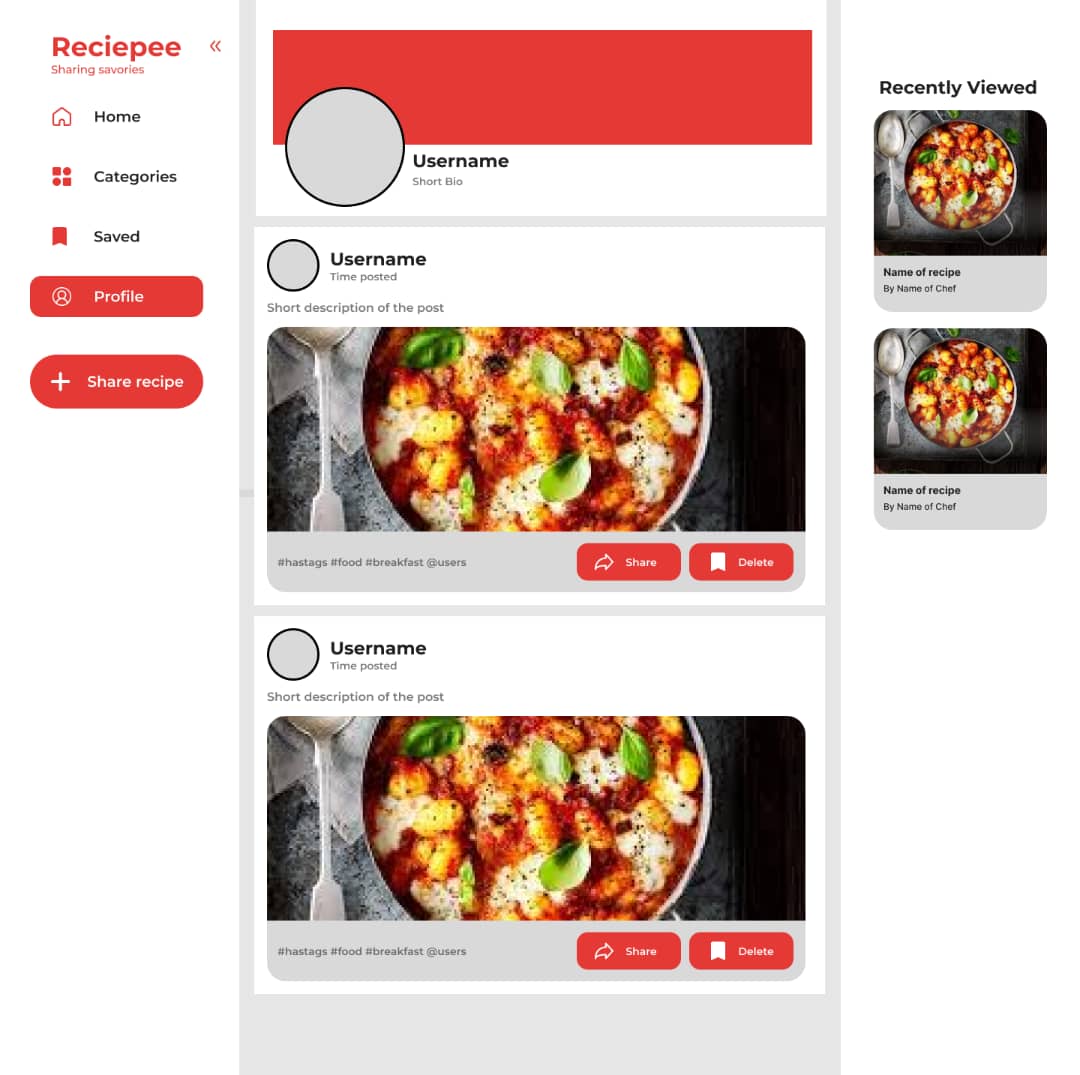 Reciepee
Sharing savories
Home
Categories
Saved
Profile
Share recipe
Username
Short Bio
Username
Time posted
Short description of the post
#hastags #food #breakfast @users
Share
Delete
Username
Time posted
Short description of the post
#hastags #food #breakfast @users
Share
Delete
Recently Viewed
Name of recipe
By Name of Chef
Name of recipe
By Name of Chef